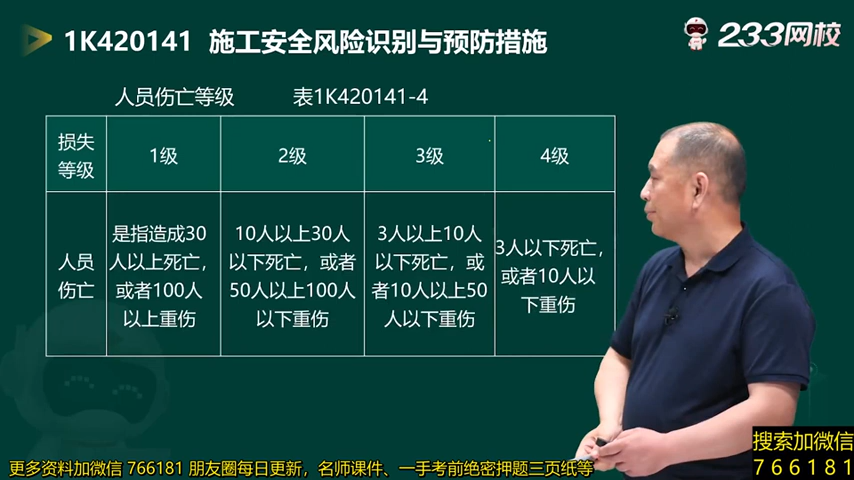 1K420141 施工安全风险识别与预防措施
233网校
人员伤亡等级 表1K420141-4
损失
等级
1级
2级
3级
4级
人员
伤亡
是指造成30
人以上死亡，
或者100人
以上重伤
10人以上30人
以下死亡，或者
50人以上100人
以下重伤
3人以上10人
以下死亡，或
者10人以上50
人以下重伤
3人以下死亡，
或者10人以
下重伤
搜索加微信
766181
更多资料加微信 766181 朋友圈每日更新，名师课件、一手考前绝密押题三页纸等